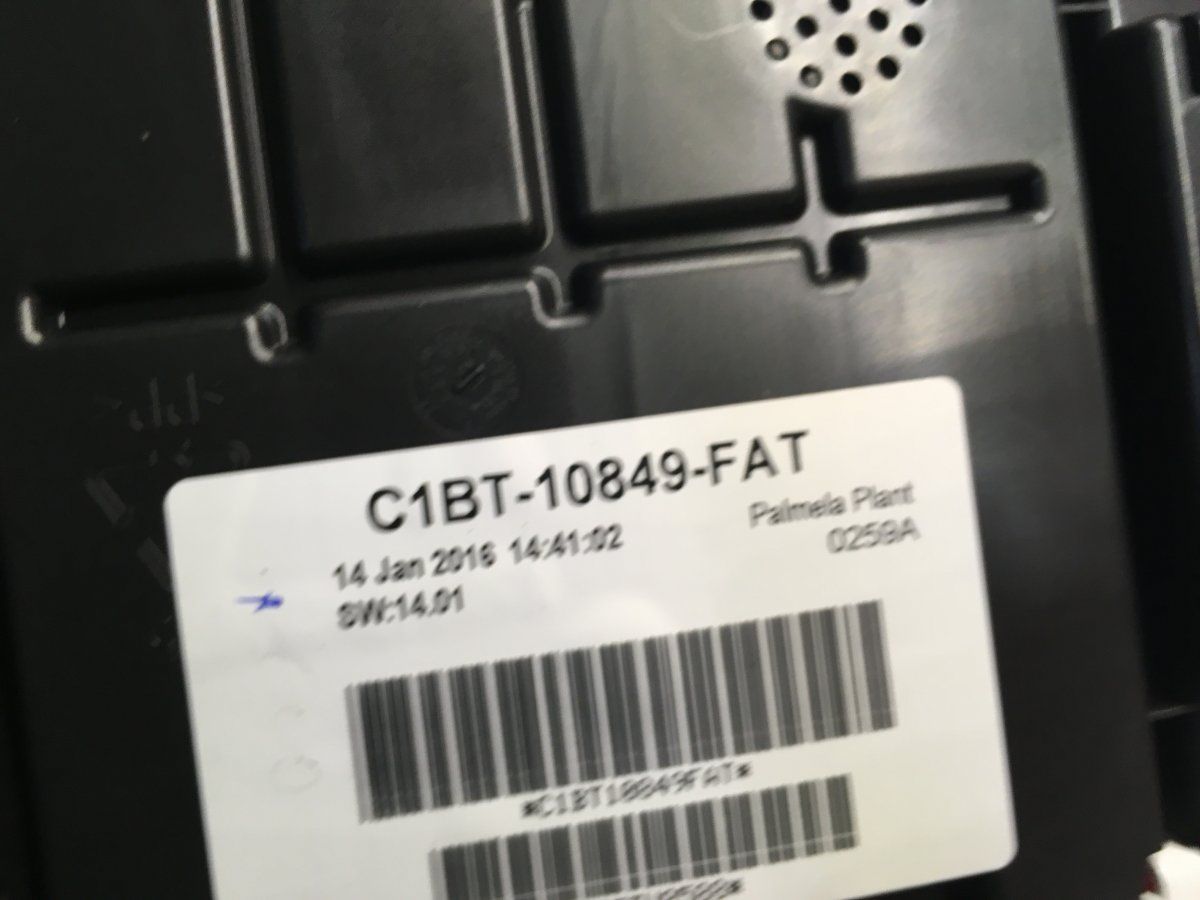 C1BT-10849-FAT
14 Jan 2016 14:41:02
Palmela Plant
0259A
SW:14.01
*C1BT10849FAT*